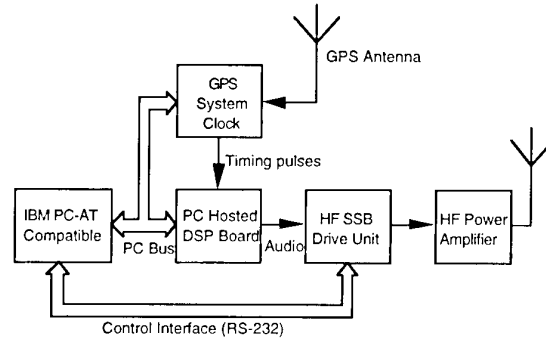 GPS Antenna
GPS
System
Clock
Timing pulses
IBM PC-AT
Compatible
PC Bus
PC Hosted
DSP Board
Audio
HF SSB
Drive Unit
HF Power
Amplifier
Control Interface (RS-232)